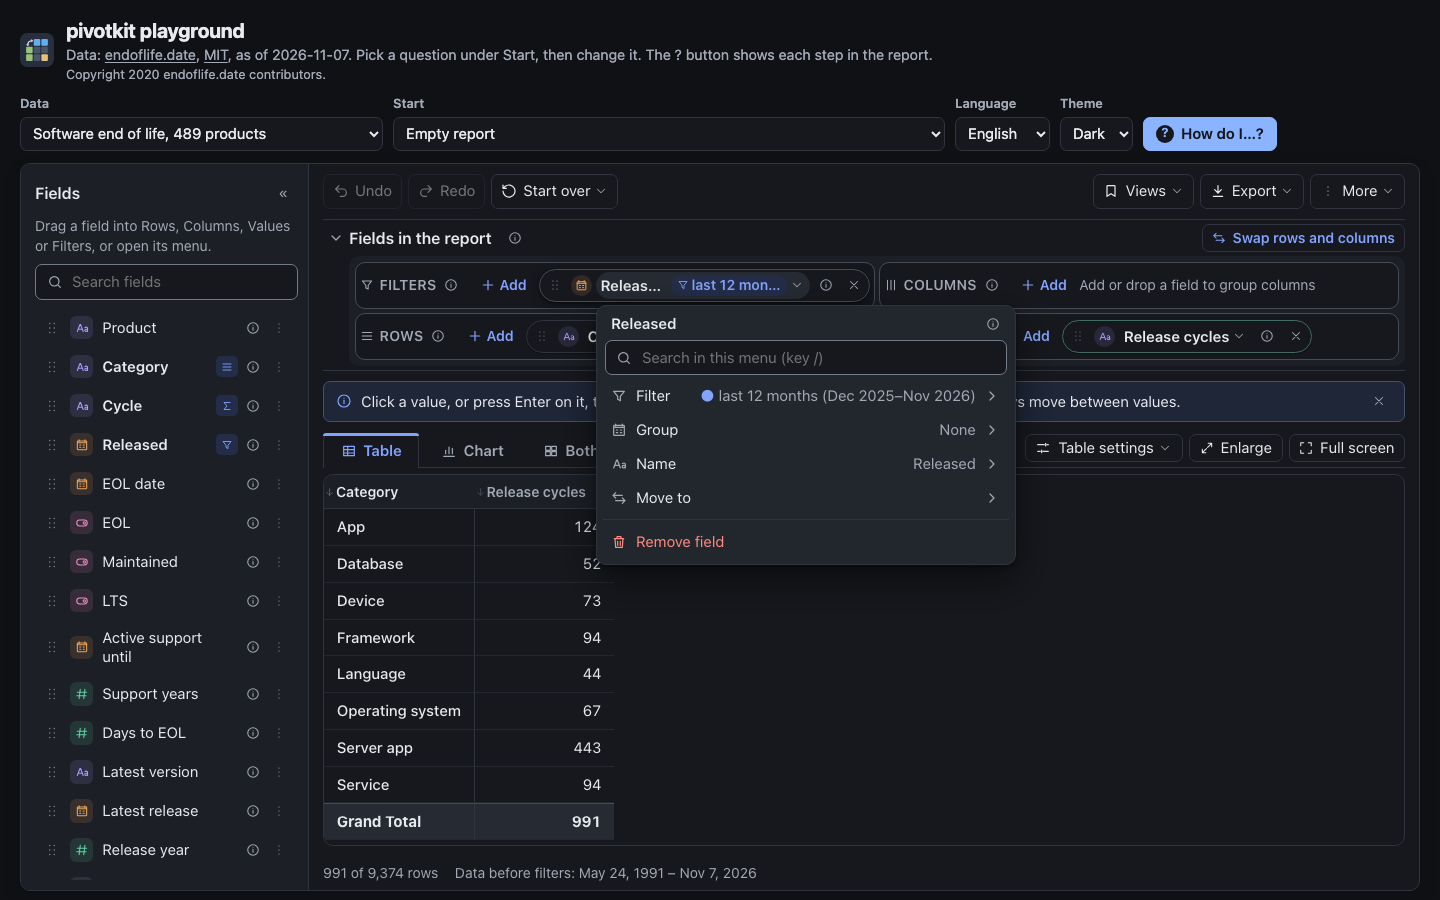 pivotkit playground
Data: endoflife.date, MIT, as of 2026-11-07. Pick a question under Start, then change it. The ? button shows each step in the report.
Copyright 2020 endoflife.date contributors.
Data
Start
Language
Theme
Software end of life, 489 products
Empty report
English
Dark
? How do I...?
Fields
«
Drag a field into Rows, Columns, Values
or Filters, or open its menu.
Search fields
Aa Product
Aa Category
Aa Cycle Σ
Released
EOL date
EOL
Maintained
LTS
Active support
until
# Support years
# Days to EOL
Aa Latest version
Latest release
# Release year
Undo
Redo
Start over
Views
Export
More
Fields in the report
Swap rows and columns
FILTERS
+ Add
Releas...
last 12 mon...
COLUMNS
+ Add
Add or drop a field to group columns
ROWS
+ Add
Aa C
Add
Aa Release cycles
Released
Search in this menu (key /)
Filter
last 12 months (Dec 2025–Nov 2026)
Group
None
Aa Name
Released
Move to
Remove field
Click a value, or press Enter on it, t
s move between values.
Table
Chart
Both
Table settings
Enlarge
Full screen
↓ Category
↓ Release cycles
App 124
Database 52
Device 73
Framework 94
Language 44
Operating system 67
Server app 443
Service 94
Grand Total 991
991 of 9,374 rows
Data before filters: May 24, 1991 – Nov 7, 2026